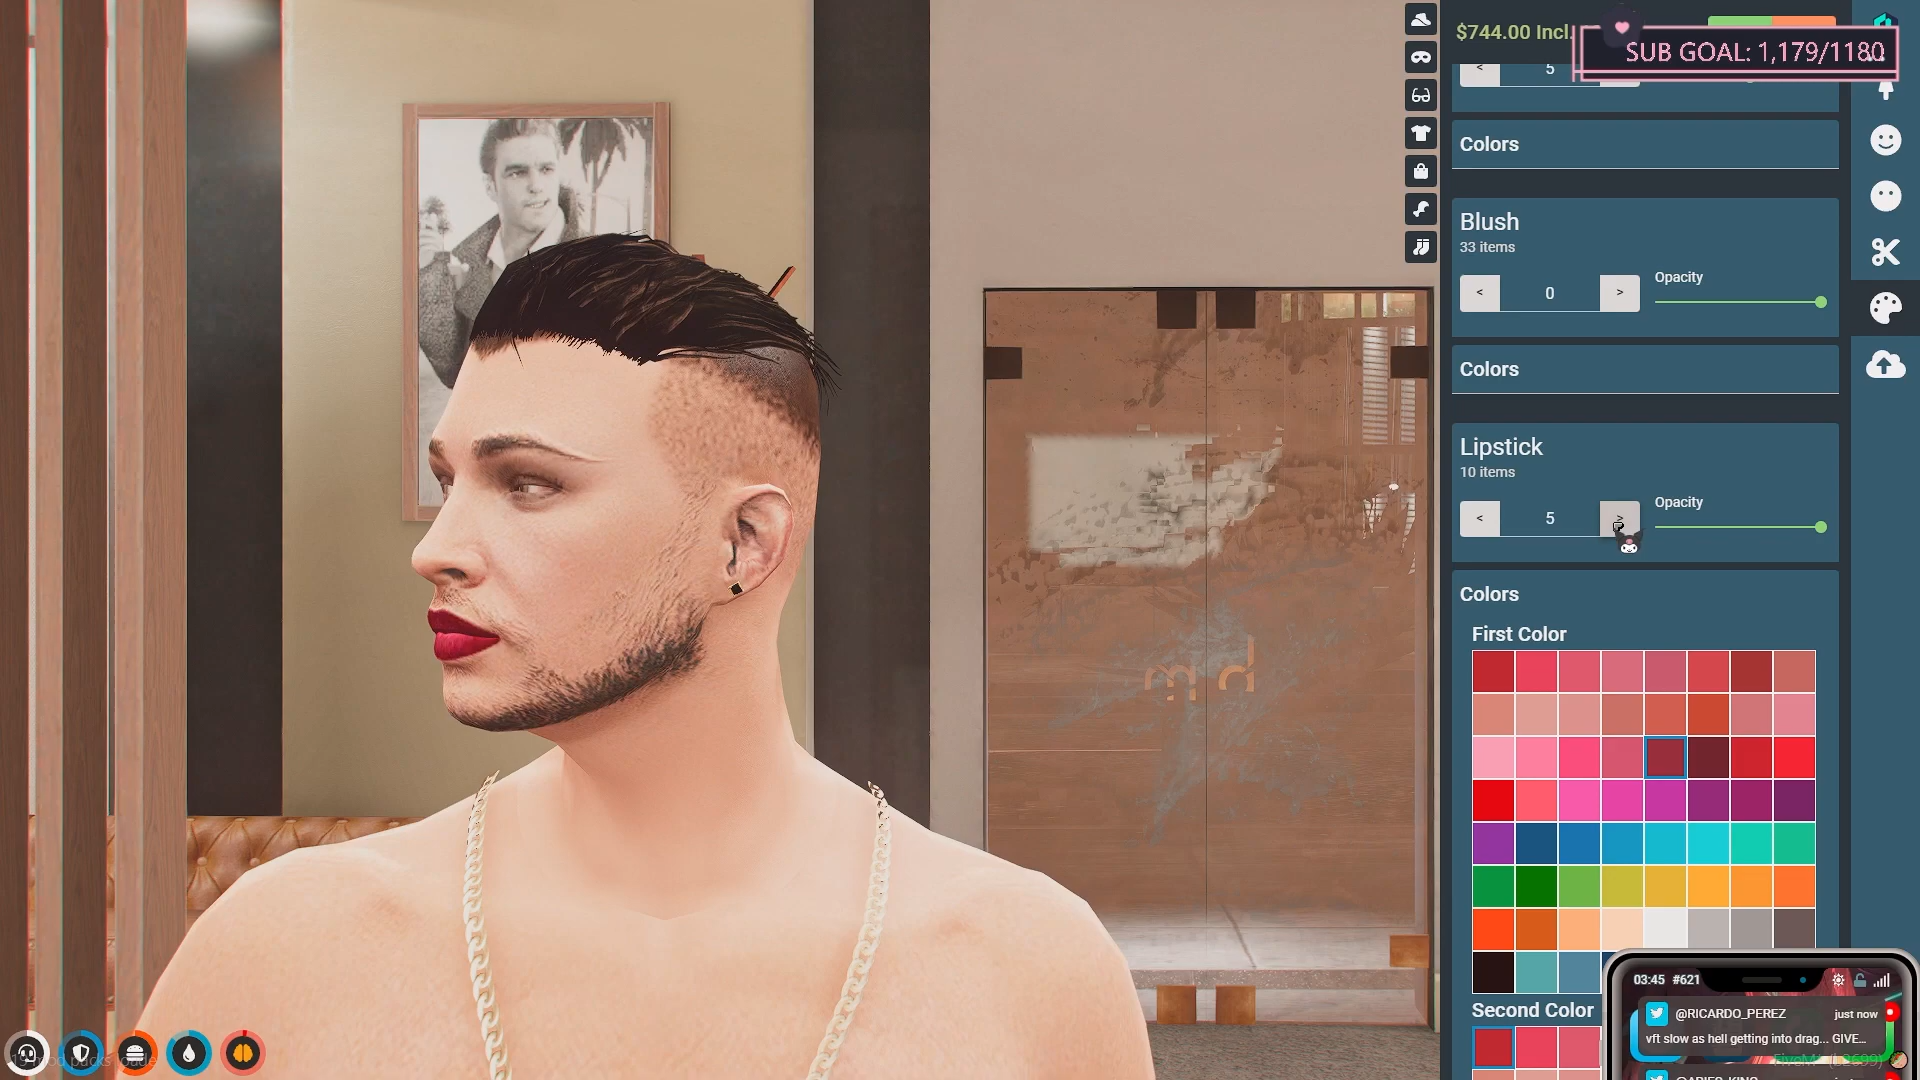 $744.00 Incl.
SUB GOAL: 1,179/1180
< 5
Colors
Blush
33 items
Opacity
< 0 >
Colors
Lipstick
10 items
Opacity
< 5 >
Colors
First Color
Second Color
03:45 #621
@RICARDO_PEREZ just now
vft slow as hell getting into drag... GIVE...